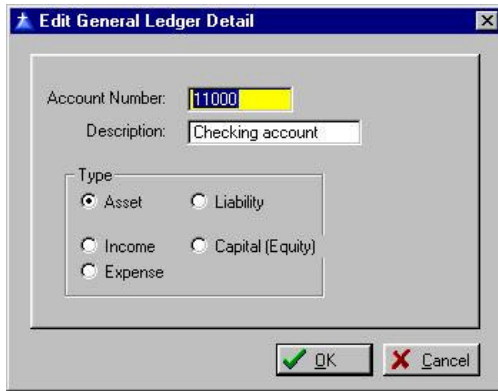 Edit General Ledger Detail
Account Number: 11000
Description: Checking account
Type
Asset Liability
Income Capital (Equity)
Expense
OK Cancel